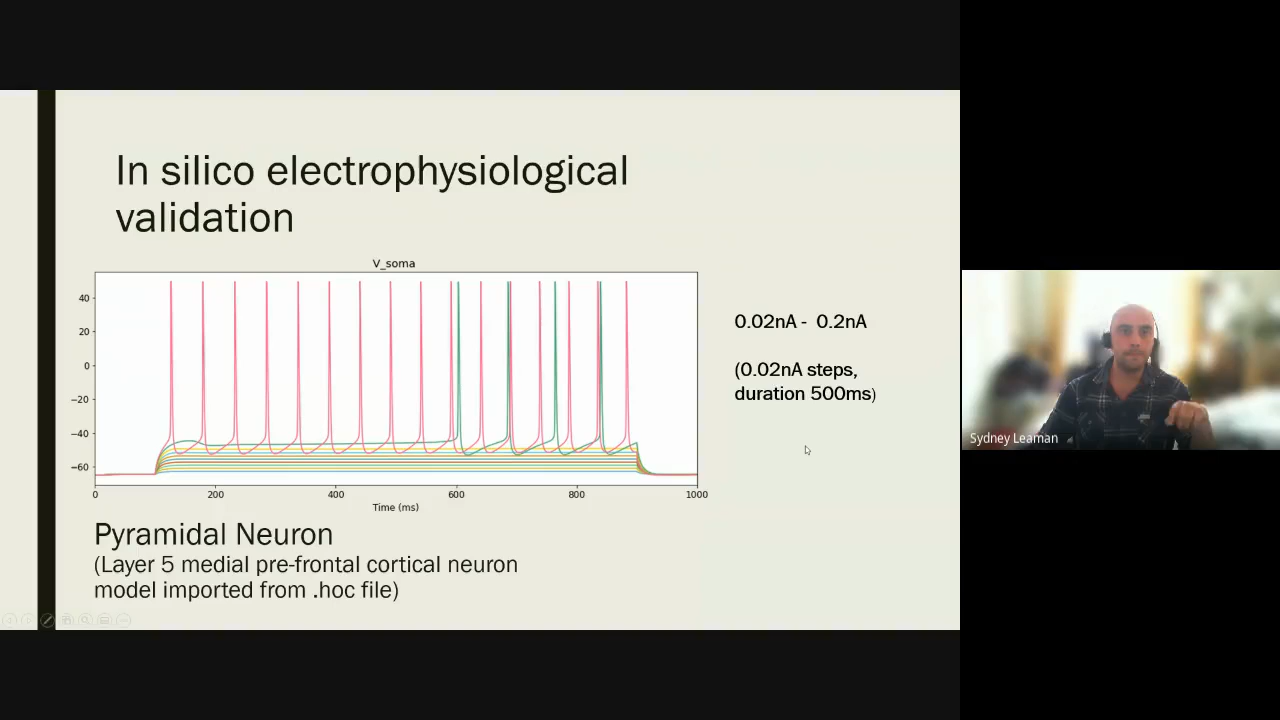 In silico electrophysiological
validation
V_soma
40
20
0
−20
−40
−60
0 200 400 600 800 1000
Time (ms)
0.02nA - 0.2nA
(0.02nA steps,
duration 500ms)
Pyramidal Neuron
(Layer 5 medial pre-frontal cortical neuron
model imported from .hoc file)
Sydney Leaman